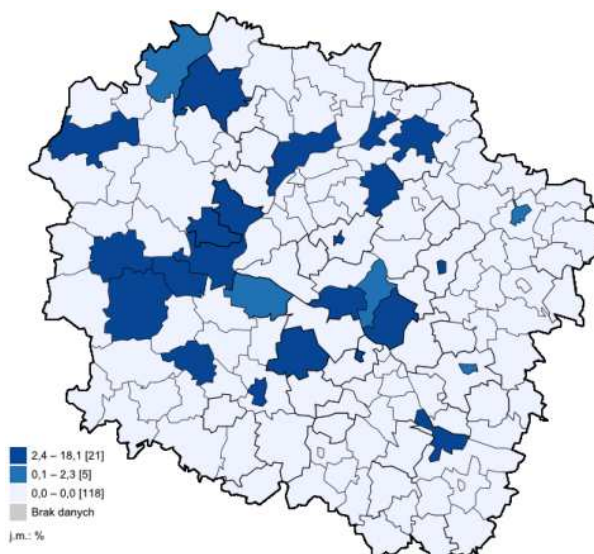 2,4 – 18,1 [21]
0,1 – 2,3 [5]
0,0 – 0,0 [118]
Brak danych
j.m.: %